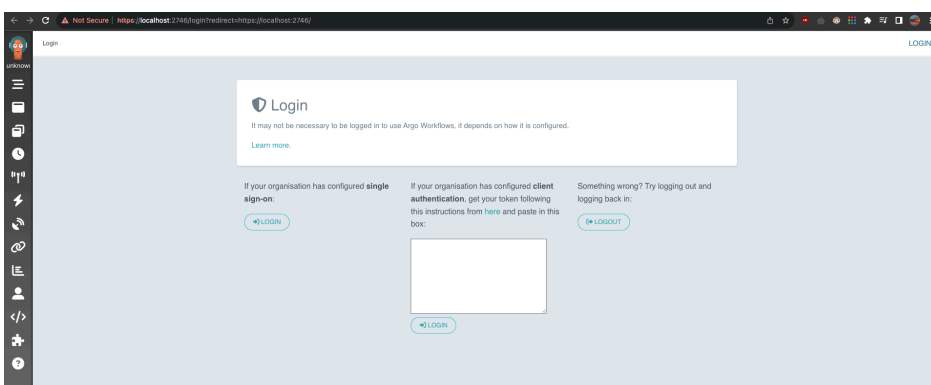 Not Secure | https://localhost:2746/login?redirect=https://localhost:2746/
Login
LOGIN
Login
It may not be necessary to be logged in to use Argo Workflows, it depends on how it is configured.
Learn more.
If your organisation has configured single
sign-on:
LOGIN
If your organisation has configured client
authentication, get your token following
this instructions from here and paste in this
box:
LOGIN
Something wrong? Try logging out and
logging back in:
LOGOUT